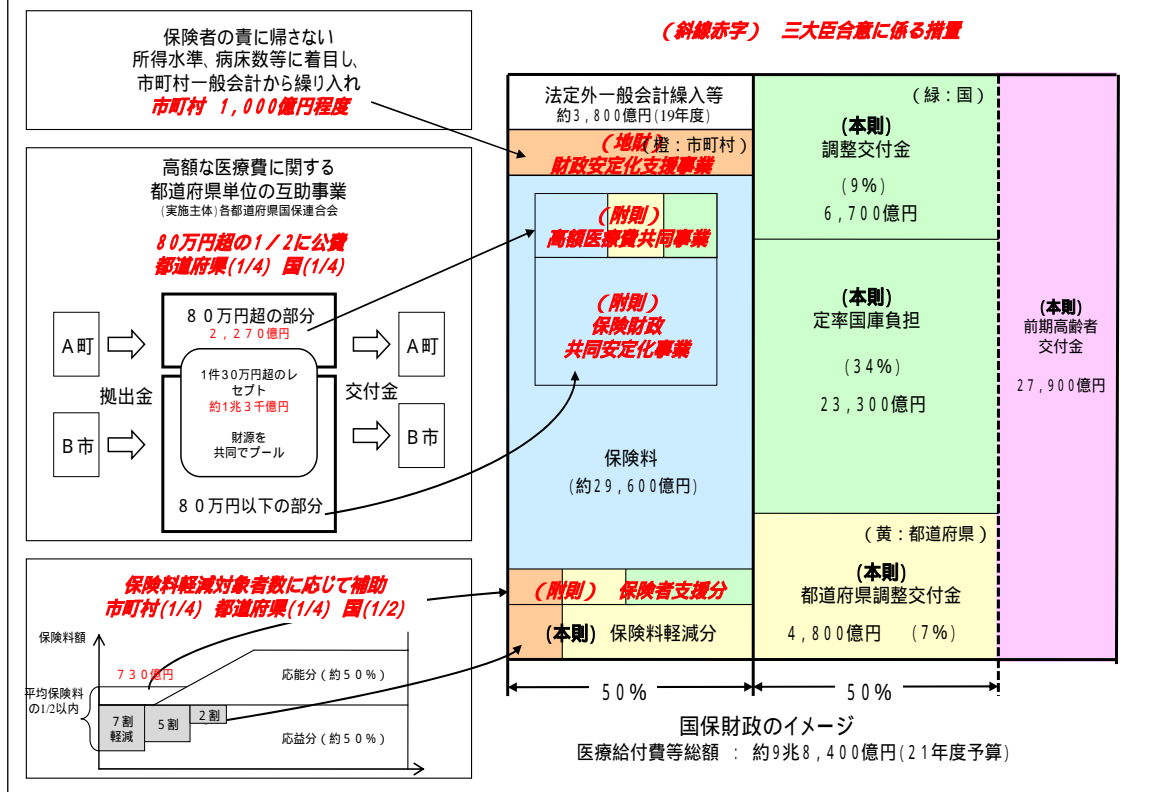 (斜線赤字) 三大臣合意に係る措置
保険者の責に帰さない
所得水準、病床数等に着目し、
市町村一般会計から繰り入れ
市町村 1,000億円程度
高額な医療費に関する
都道府県単位の互助事業
(実施主体)各都道府県国保連合会
80万円超の1/2に公費
都道府県(1/4) 国(1/4)
80万円超の部分
2,270億円
A町
A町
1件30万円超のレ
セプト
約1兆3千億円
拠出金
交付金
財源を
共同でプール
B市
B市
80万円以下の部分
保険料軽減対象者数に応じて補助
市町村(1/4) 都道府県(1/4) 国(1/2)
保険料額
730億円
平均保険料
の1/2以内
7割
軽減
5割
2割
応能分(約50%)
応益分(約50%)
法定外一般会計繰入等
約3,800億円(19年度)
(地財)
(橙:市町村)
財政安定化支援事業
(附則)
高額医療費共同事業
(附則)
保険財政
共同安定化事業
保険料
(約29,600億円)
(附則) 保険者支援分
(本則) 保険料軽減分
(緑:国)
(本則)
調整交付金
(9%)
6,700億円
(本則)
定率国庫負担
(34%)
23,300億円
(黄:都道府県)
(本則)
都道府県調整交付金
4,800億円 (7%)
(本則)
前期高齢者
交付金
27,900億円
50%
50%
国保財政のイメージ
医療給付費等総額 : 約9兆8,400億円(21年度予算)